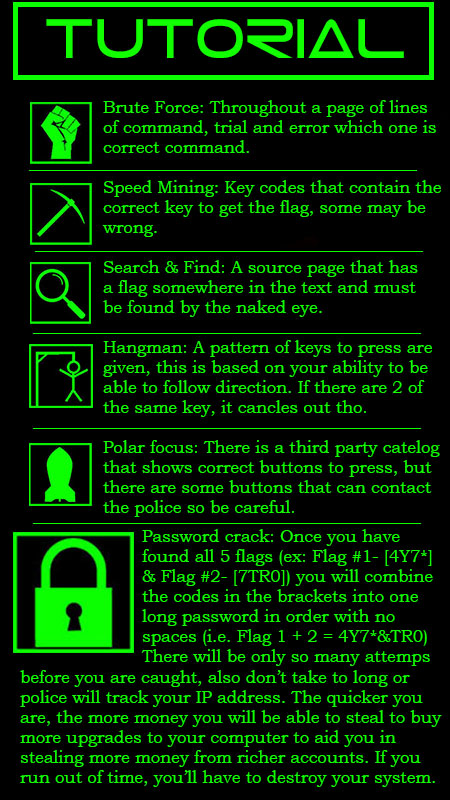 TUTORIAL
Brute Force: Throughout a page of lines
of command, trial and error which one is
correct command.
Speed Mining: Key codes that contain the
correct key to get the flag, some may be
wrong.
Search & Find: A source page that has
a flag somewhere in the text and must
be found by the naked eye.
Hangman: A pattern of keys to press are
given, this is based on your ability to be
able to follow direction. If there are 2 of
the same key, it cancles out tho.
Polar focus: There is a third party catelog
that shows correct buttons to press, but
there are some buttons that can contact
the police so be careful.
Password crack: Once you have
found all 5 flags (ex: Flag #1- [4Y7*]
& Flag #2- [7TR0]) you will combine
the codes in the brackets into one
long password in order with no
spaces (i.e. Flag 1 + 2 = 4Y7*&TR0)
There will be only so many attemps
before you are caught, also don't take to long or
police will track your IP address. The quicker you
are, the more money you will be able to steal to buy
more upgrades to your computer to aid you in
stealing more money from richer accounts. If you
run out of time, you'll have to destroy your system.